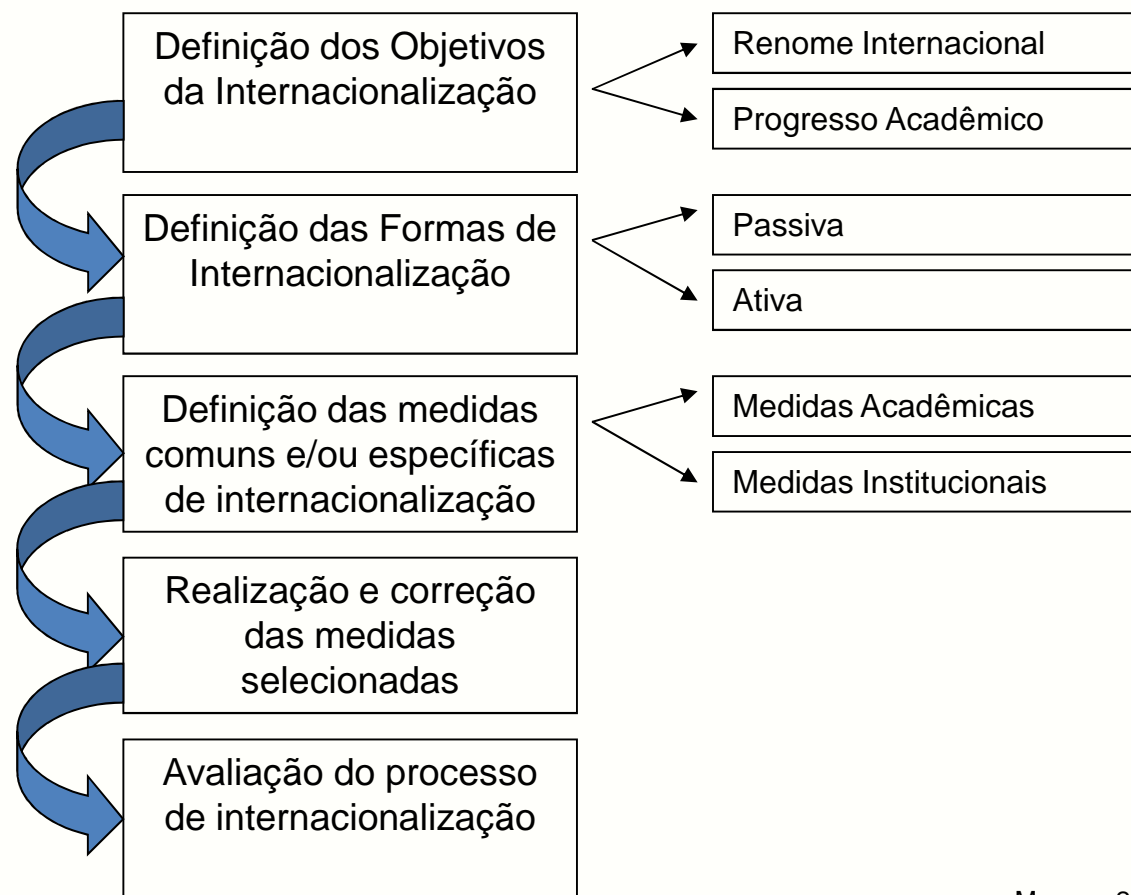 Definição dos Objetivos
da Internacionalização
Renome Internacional
Progresso Acadêmico
Definição das Formas de
Internacionalização
Passiva
Ativa
Definição das medidas
comuns e/ou específicas
de internacionalização
Medidas Acadêmicas
Medidas Institucionais
Realização e correção
das medidas
selecionadas
Avaliação do processo
de internacionalização